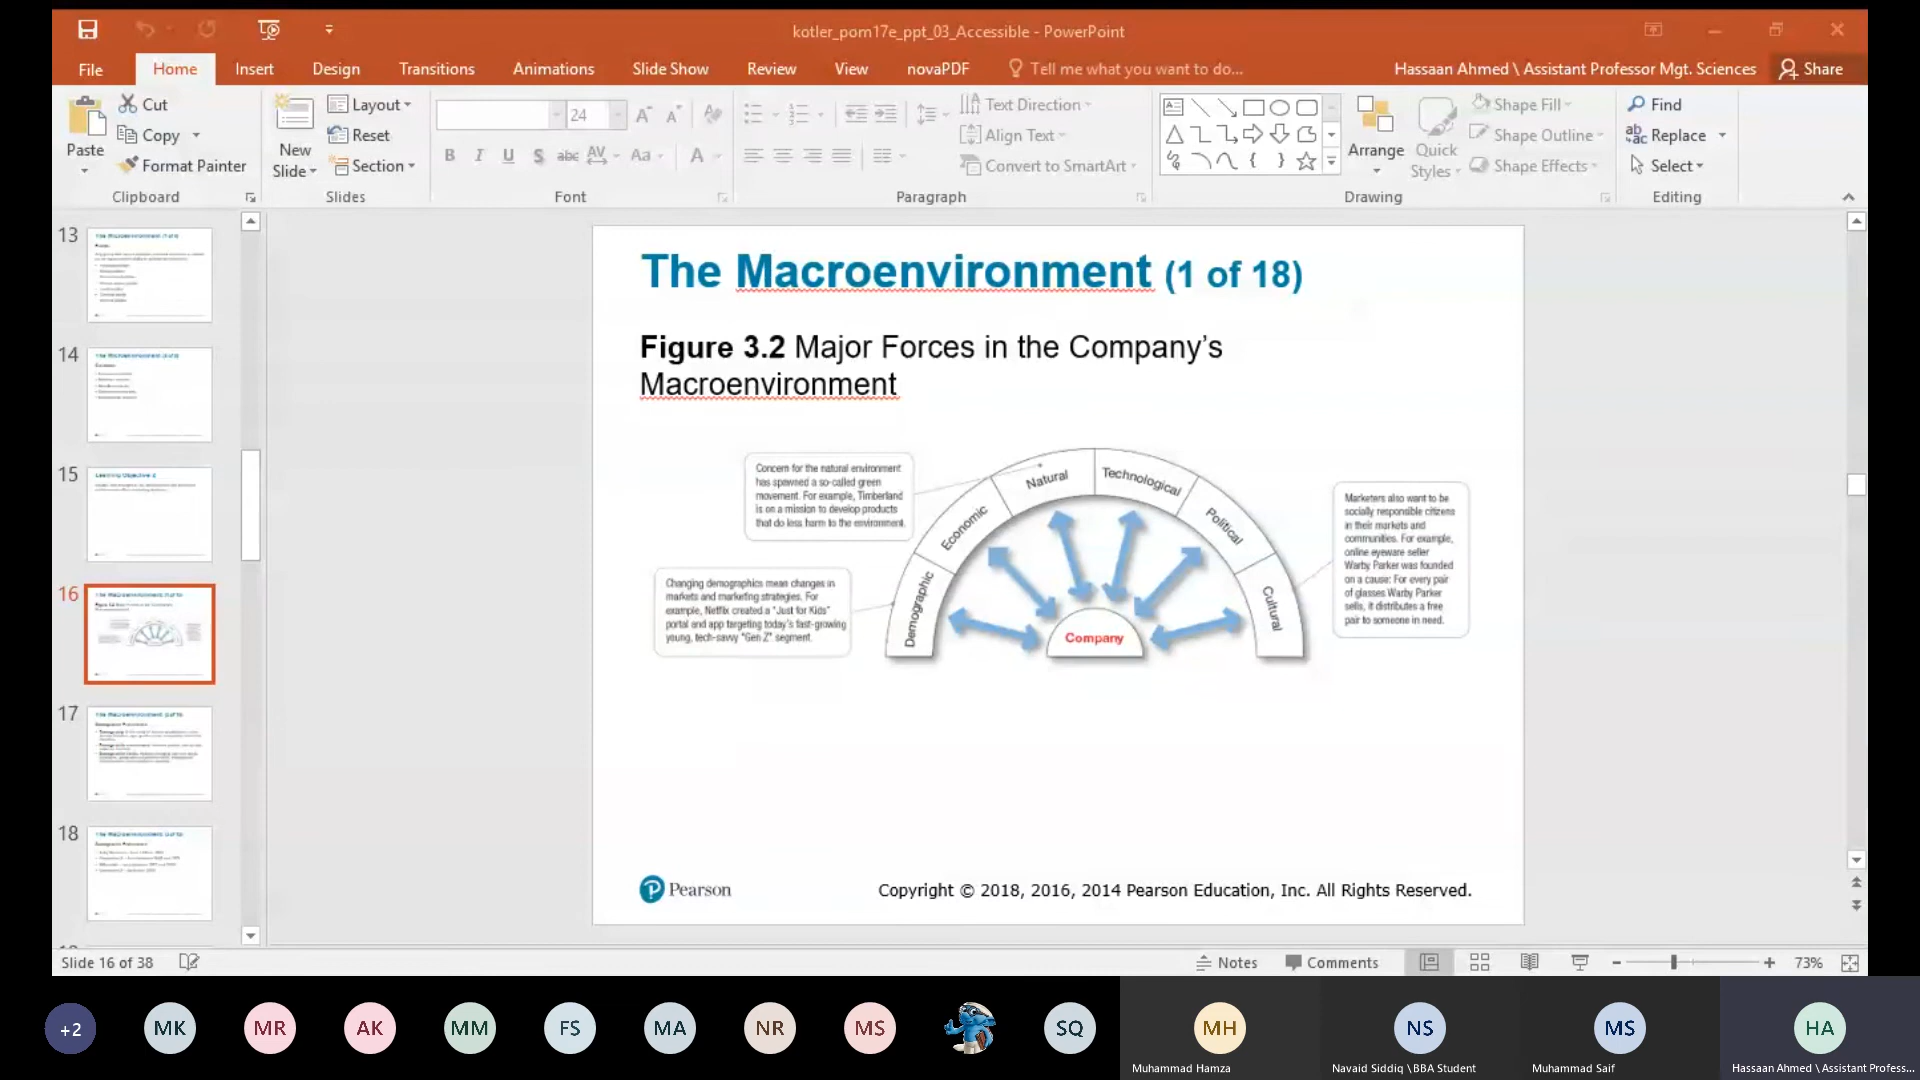 kotler_pom17e_ppt_03_Accessible - PowerPoint
File Home Insert Design Transitions Animations Slide Show Review View novaPDF Tell me what you want to do... Hassaan Ahmed \ Assistant Professor Mgt. Sciences Share
Paste
Cut
Copy
Format Painter
Clipboard
New
Slide
Layout
Reset
Section
Slides
24
B I U S abc AV Aa A
Font
Text Direction
Align Text
Convert to SmartArt
Paragraph
Arrange
Quick
Styles
Shape Fill
Shape Outline
Shape Effects
Drawing
Find
Replace
Select
Editing
13
14
15
Learning Objective 2
16
17
18
The Macroenvironment (1 of 18)
Figure 3.2 Major Forces in the Company's
Macroenvironment
Concern for the natural environment
has spawned a so-called green
movement. For example, Timberland
is on a mission to develop products
that do less harm to the environment.
Changing demographics mean changes in
markets and marketing strategies. For
example, Netflix created a "Just for Kids"
portal and app targeting today's fast-growing
young, tech-savvy "Gen Z" segment.
Demographic
Economic
Natural
Technological
Political
Cultural
Company
Marketers also want to be
socially responsible citizens
in their markets and
communities. For example,
online eyeware seller
Warby Parker was founded
on a cause: For every pair
of glasses Warby Parker
sells, it distributes a free
pair to someone in need.
Pearson
Copyright © 2018, 2016, 2014 Pearson Education, Inc. All Rights Reserved.
Slide 16 of 38
Notes
Comments
73%
+2
MK
MR
AK
MM
FS
MA
NR
MS
SQ
MH
Muhammad Hamza
NS
Navaid Siddiq \ BBA Student
MS
Muhammad Saif
HA
Hassaan Ahmed \ Assistant Profess...